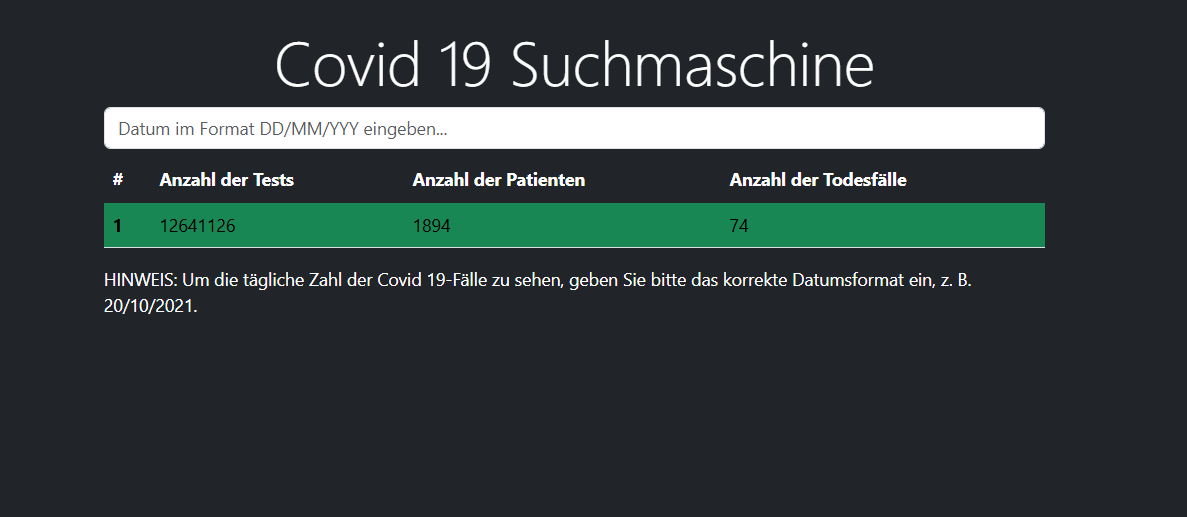 Covid 19 Suchmaschine
Datum im Format DD/MM/YYY eingeben...
# Anzahl der Tests Anzahl der Patienten Anzahl der Todesfälle
1 12641126 1894 74
HINWEIS: Um die tägliche Zahl der Covid 19-Fälle zu sehen, geben Sie bitte das korrekte Datumsformat ein, z. B.
20/10/2021.